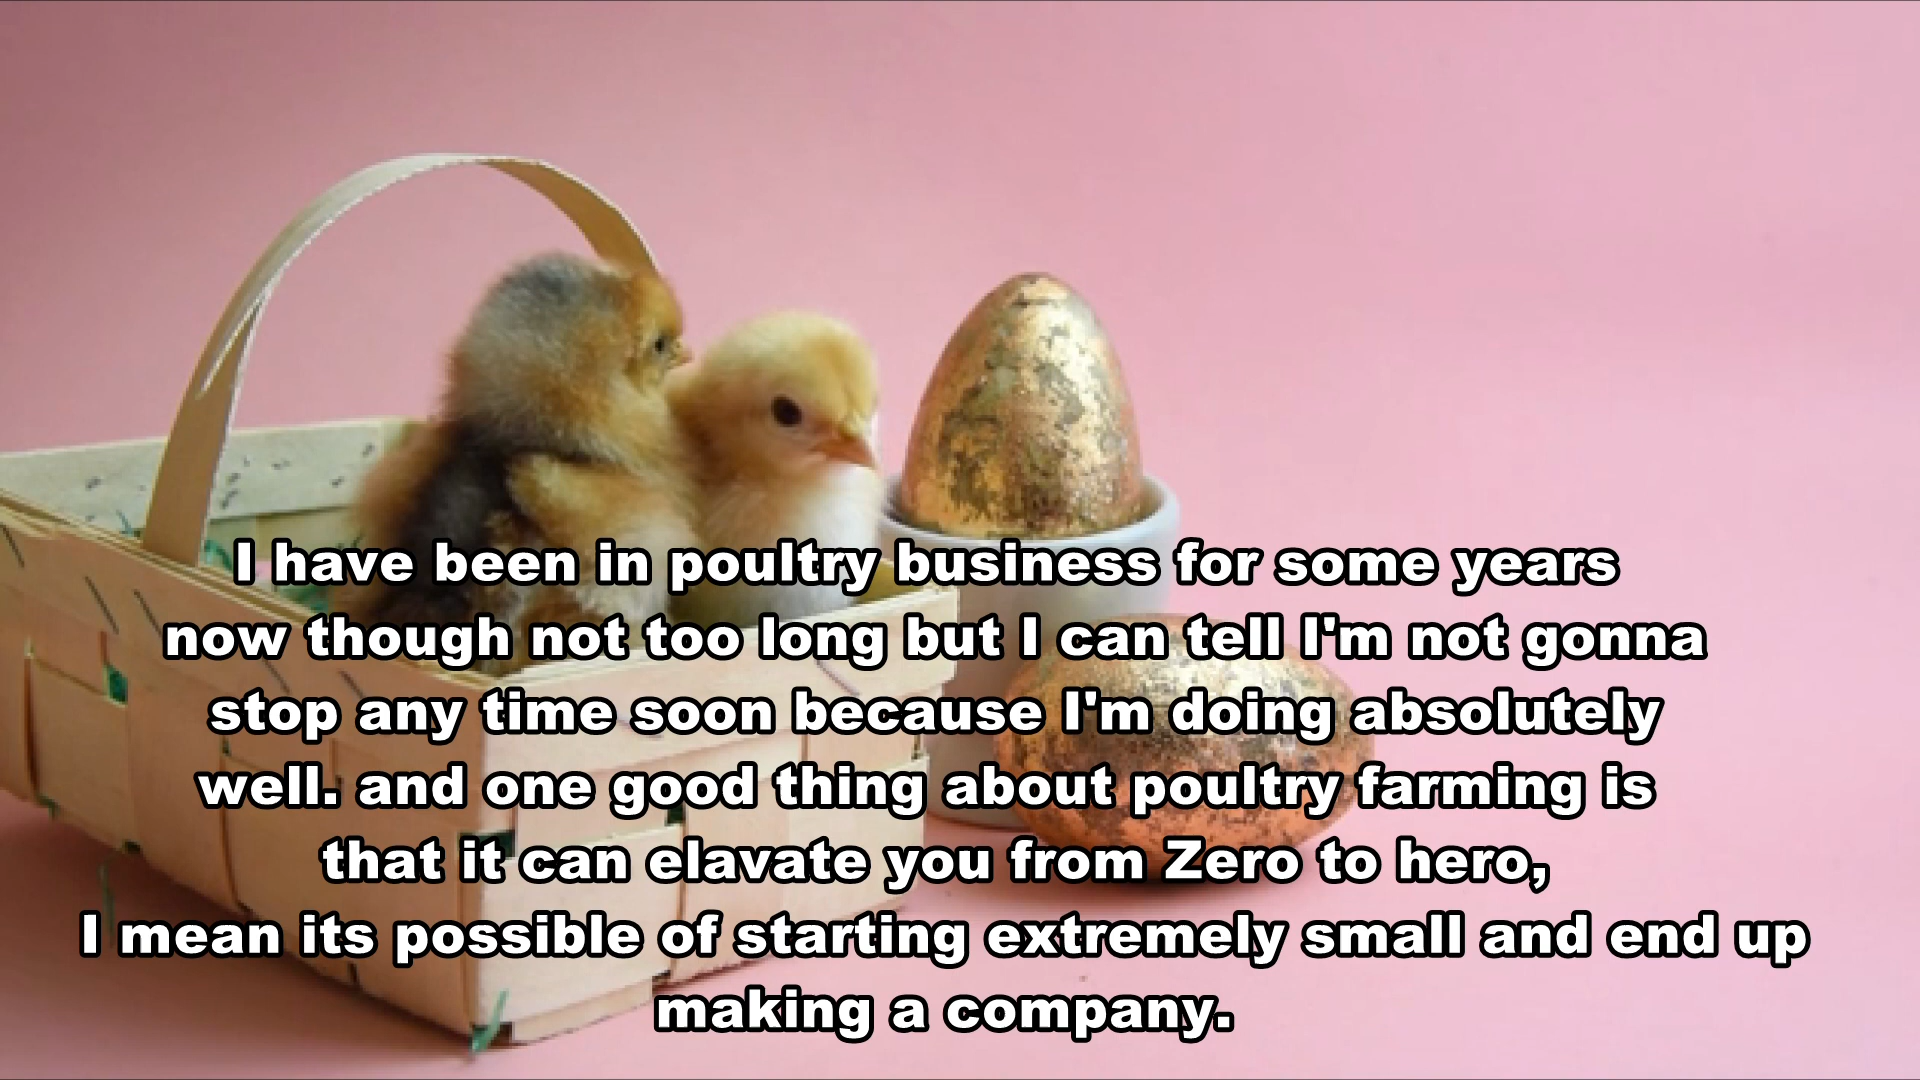 I have been in poultry business for some years
now though not too long but I can tell I'm not gonna
stop any time soon because I'm doing absolutely
well. and one good thing about poultry farming is
that it can elavate you from Zero to hero,
I mean its possible of starting extremely small and end up
making a company.